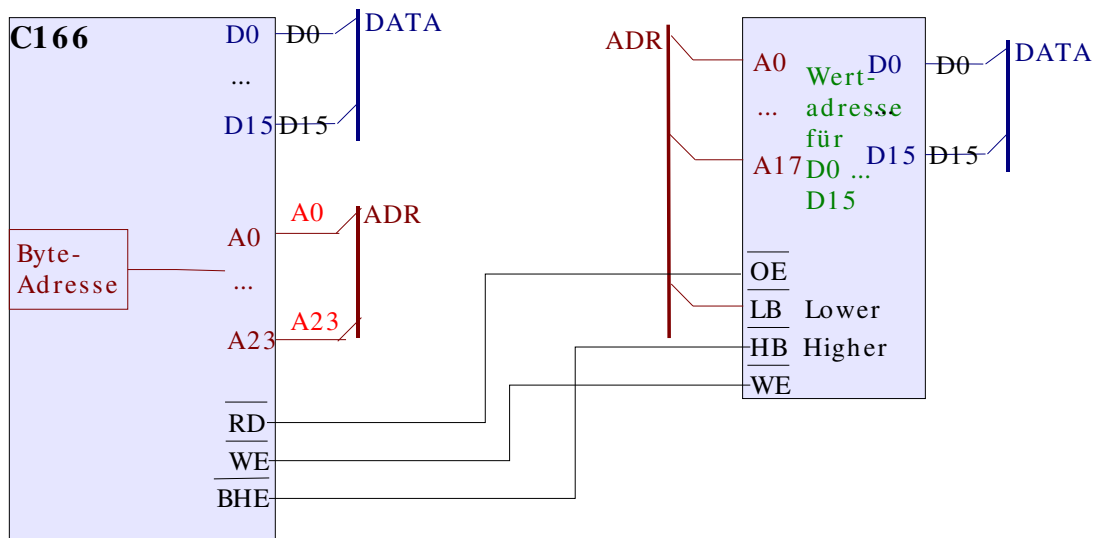 C166
D0
D0
DATA
...
D15
D15
A0
A0
ADR
Byte-
Adresse
...
A23
A23
RD
WE
BHE
ADR
A0
Wert-
adresse
für
D0 ...
D15
D0
D0
DATA
...
...
A17
D15
D15
OE
LB Lower
HB Higher
WE